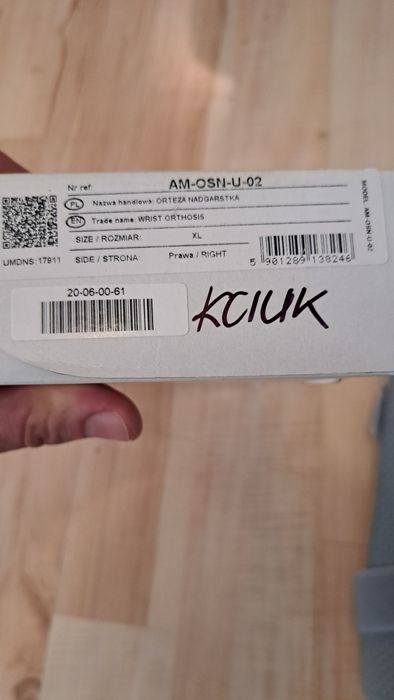 Nr ref: AM-OSN-U-02
PL Nazwa handlowa: ORTEZA NADGARSTKA
EN Trade name: WRIST ORTHOSIS
SIZE / ROZMIAR: XL
UMDNS: 17911 SIDE / STRONA: Prawa / RIGHT
5 901289 138246
MODEL AM-OSN-U-02
20-06-00-61
KCIUK